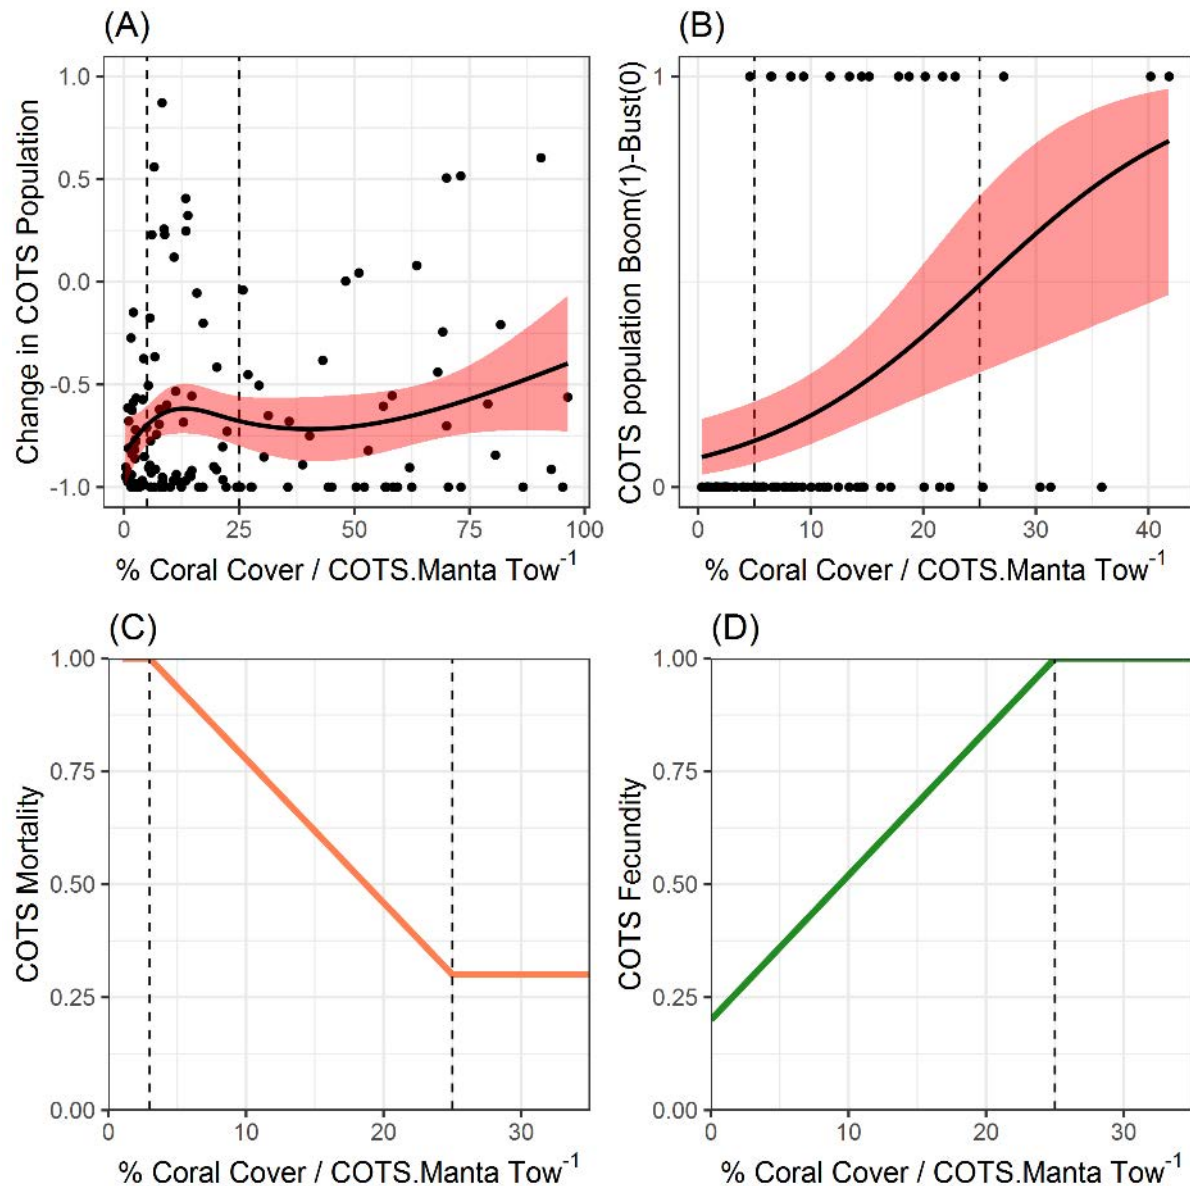 (A)
Change in COTS Population
1.0
0.5
0.0
-0.5
-1.0
0
25
50
75
100
% Coral Cover / COTS.Manta Tow⁻¹
(B)
COTS population Boom(1)-Bust(0)
1
0
0
10
20
30
40
% Coral Cover / COTS.Manta Tow⁻¹
(C)
COTS Mortality
1.00
0.75
0.50
0.25
0.00
0
10
20
30
% Coral Cover / COTS.Manta Tow⁻¹
(D)
COTS Fecundity
1.00
0.75
0.50
0.25
0.00
0
10
20
30
% Coral Cover / COTS.Manta Tow⁻¹